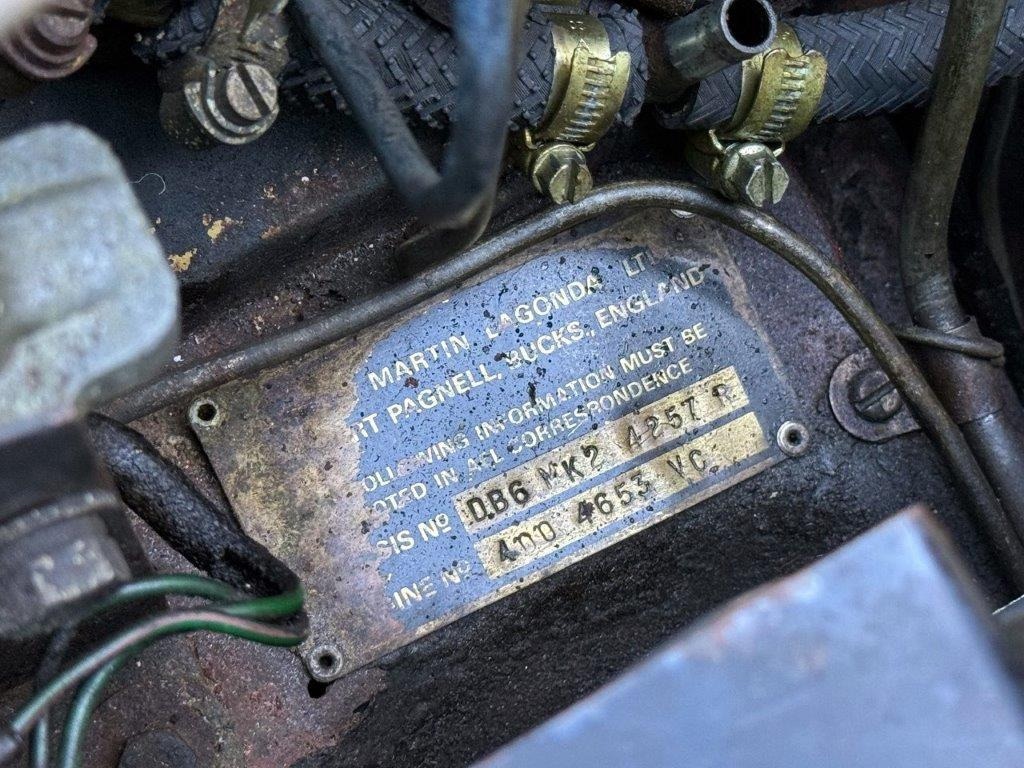 MARTIN LAGONDA LT
RT PAGNELL, BUCKS., ENGLAND
OLLOWING INFORMATION MUST BE
OTED IN ALL CORRESPONDENCE
SIS Nº DB6 MK2 4257 R
INE Nº 400 4653 VC